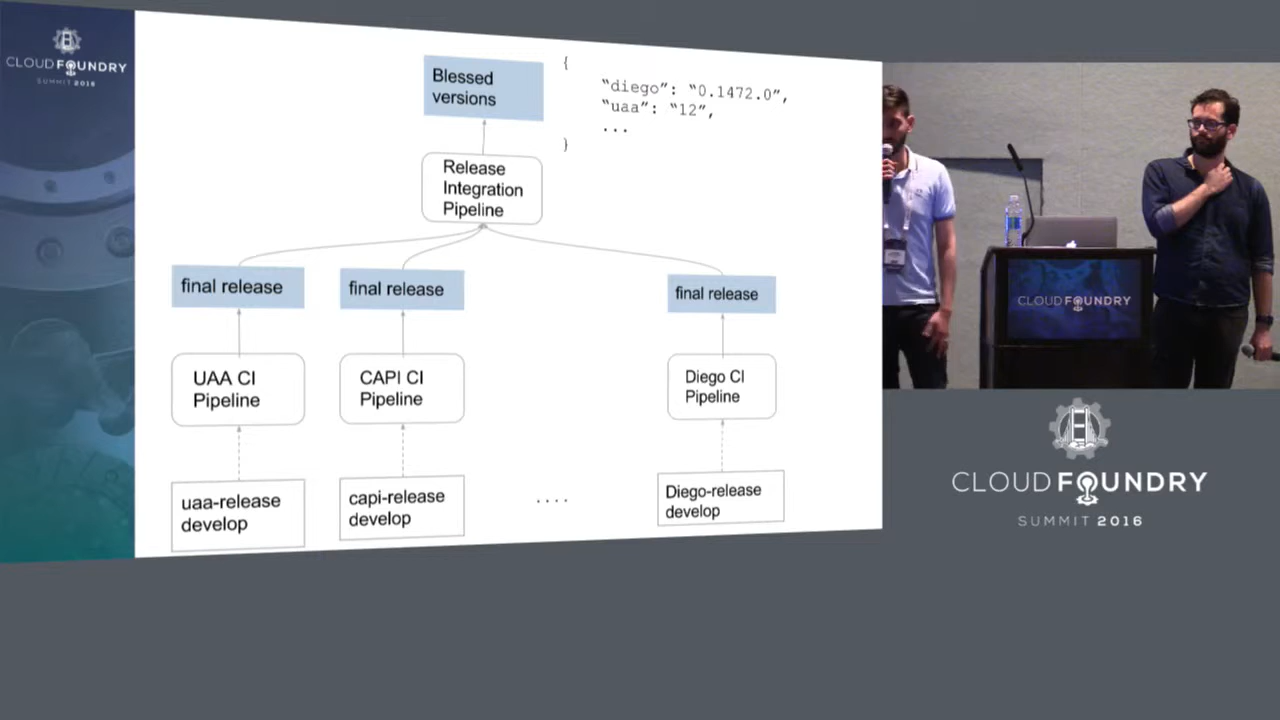 CLOUD FOUNDRY
SUMMIT 2016
Blessed
versions
{
"diego": "0.1472.0",
"uaa": "12",
...
}
Release
Integration
Pipeline
final release
final release
final release
UAA CI
Pipeline
CAPI CI
Pipeline
Diego CI
Pipeline
uaa-release
develop
capi-release
develop
....
Diego-release
develop
CLOUD FOUNDRY
CLOUD FOUNDRY
SUMMIT 2016